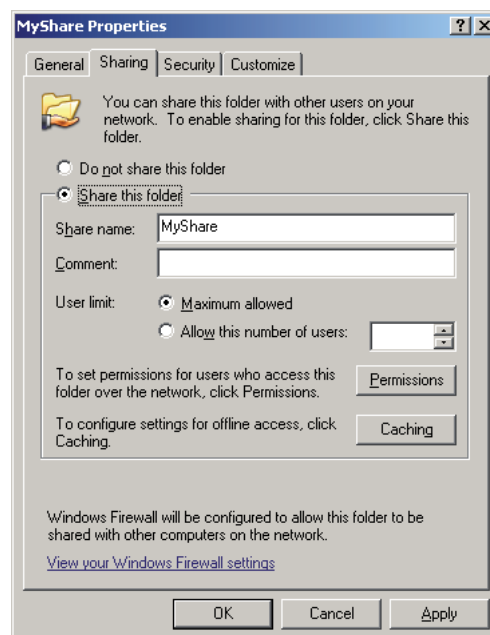 MyShare Properties
General Sharing Security Customize
You can share this folder with other users on your
network. To enable sharing for this folder, click Share this
folder.
Do not share this folder
Share this folder
Share name: MyShare
Comment:
User limit: Maximum allowed
Allow this number of users:
To set permissions for users who access this
folder over the network, click Permissions.
Permissions
To configure settings for offline access, click
Caching.
Caching
Windows Firewall will be configured to allow this folder to be
shared with other computers on the network.
View your Windows Firewall settings
OK Cancel Apply